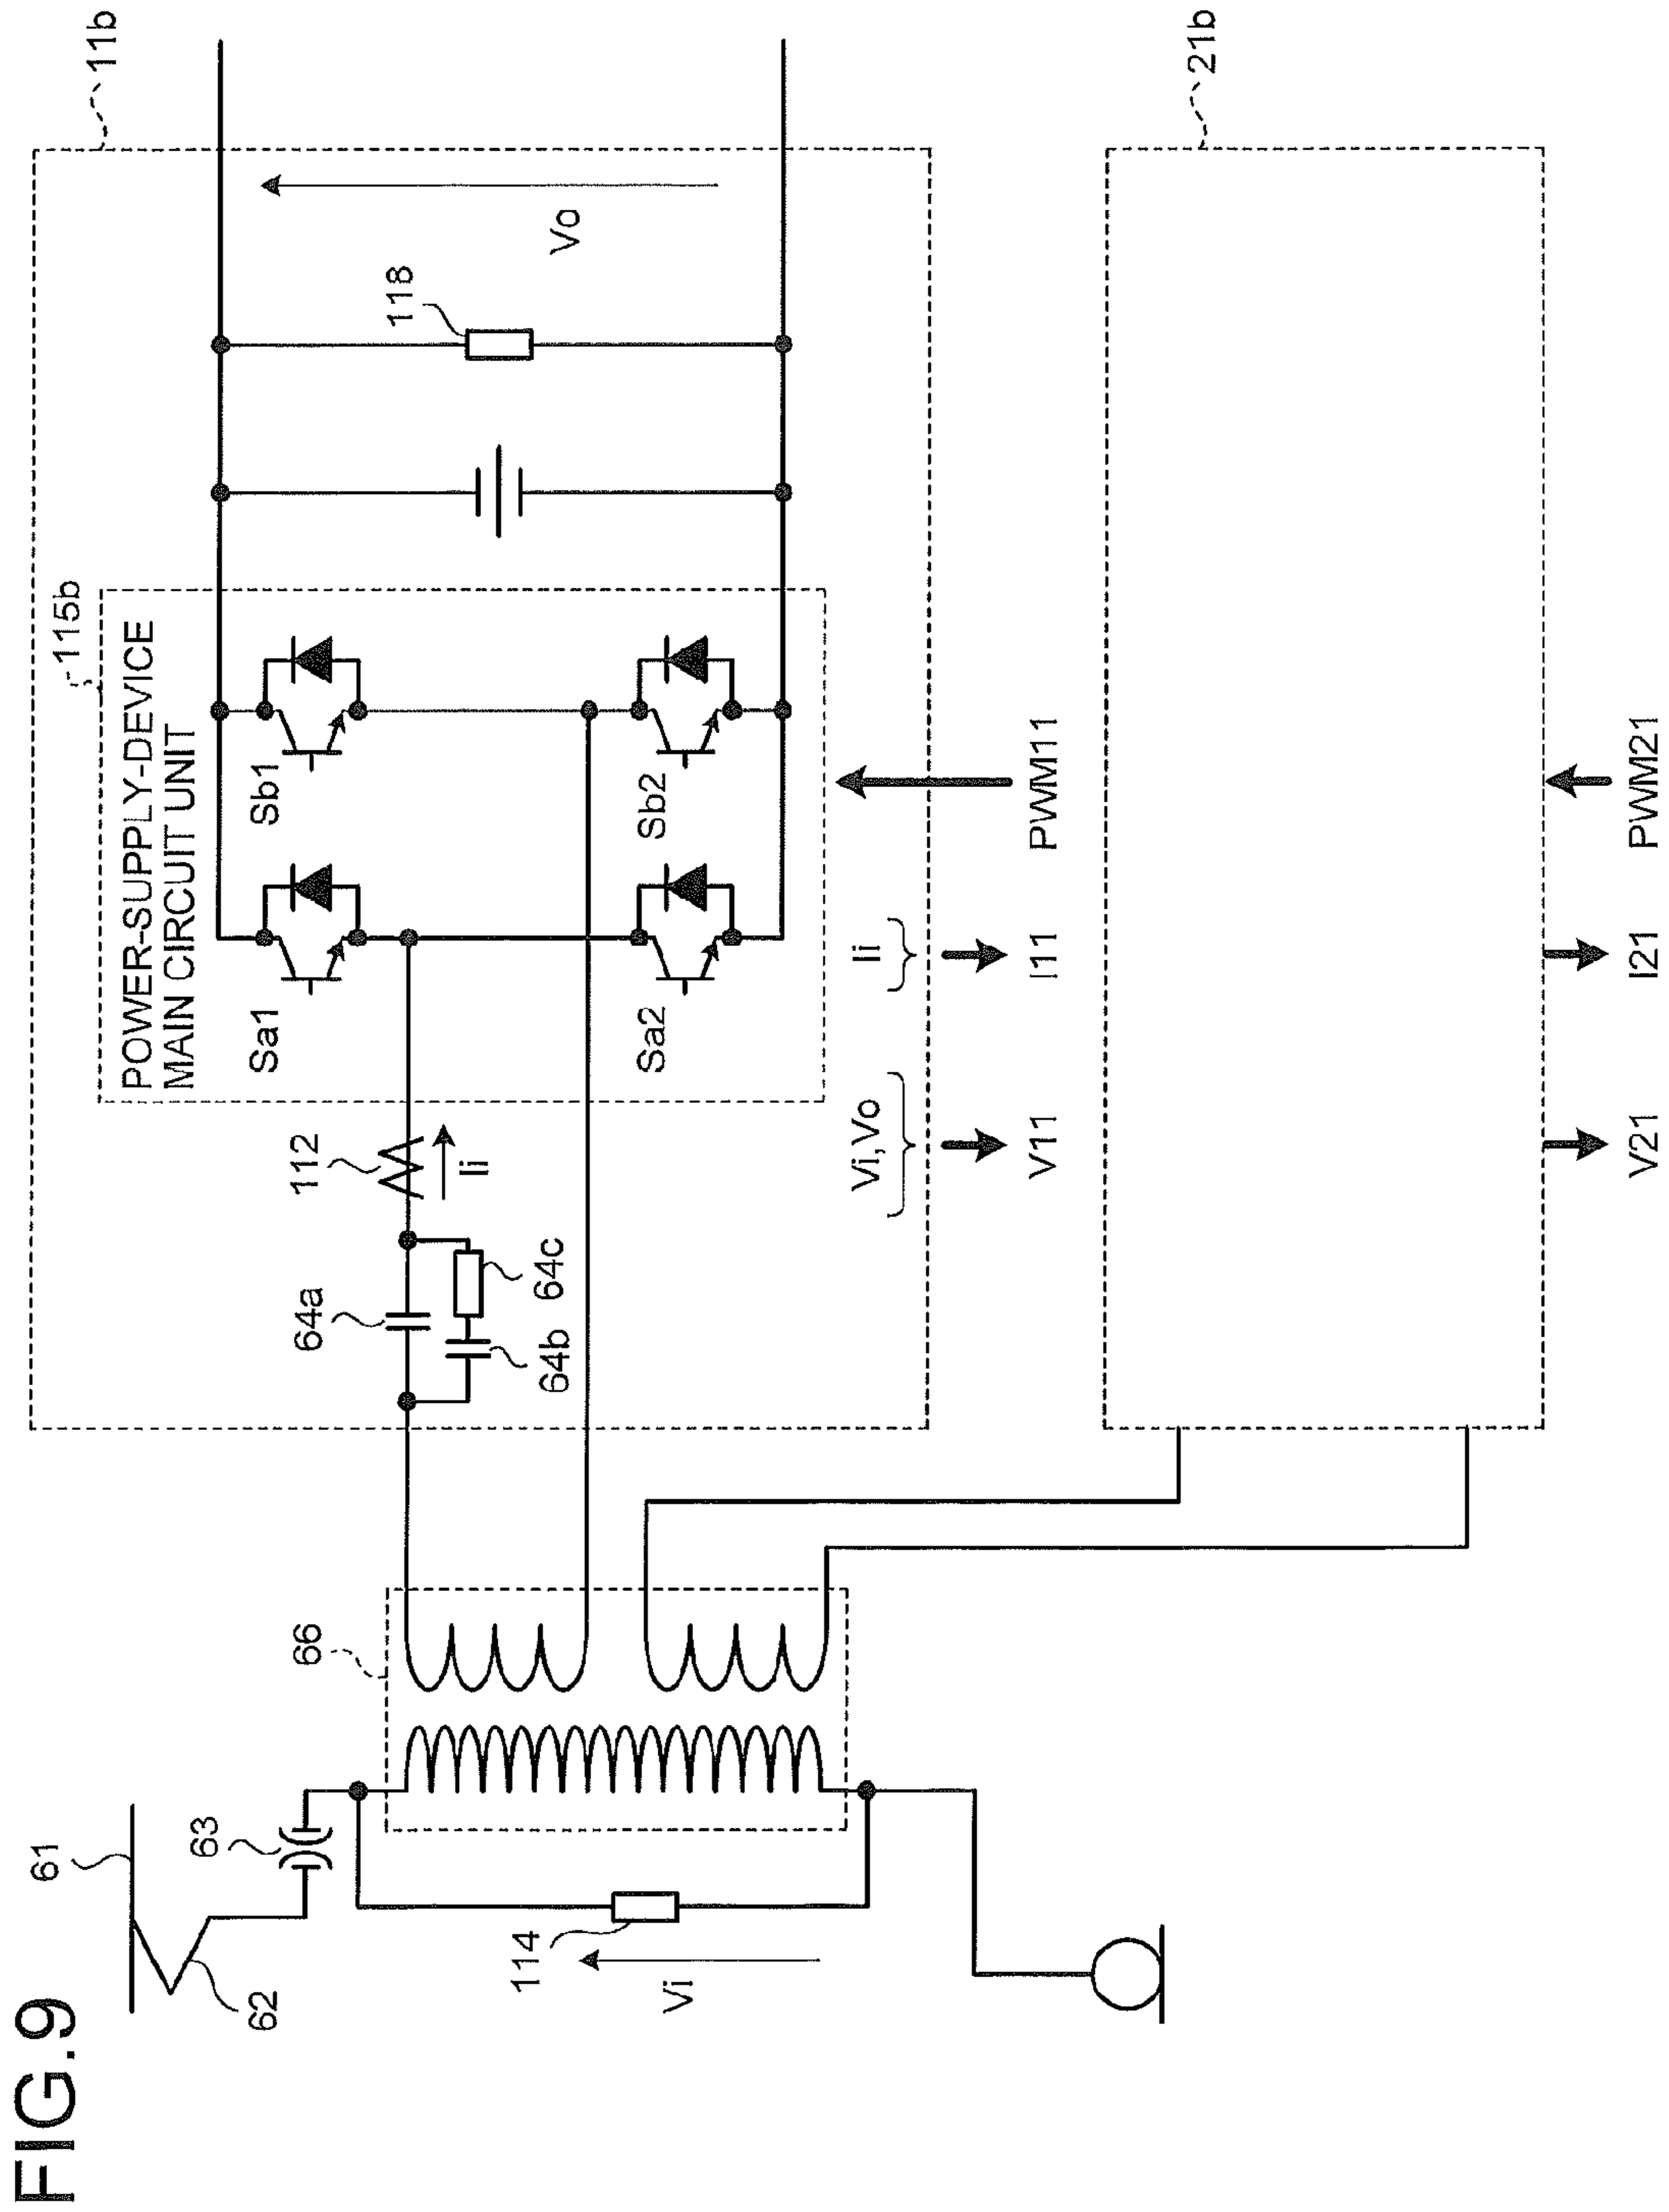 FIG.9
61
62
63
66
114
Vi
64a
64b
64c
112
Ii
115b
POWER-SUPPLY-DEVICE
MAIN CIRCUIT UNIT
Sa1
Sb1
Sa2
Sb2
118
Vo
11b
Vi,Vo
Ii
V11
I11
PWM11
21b
V21
I21
PWM21